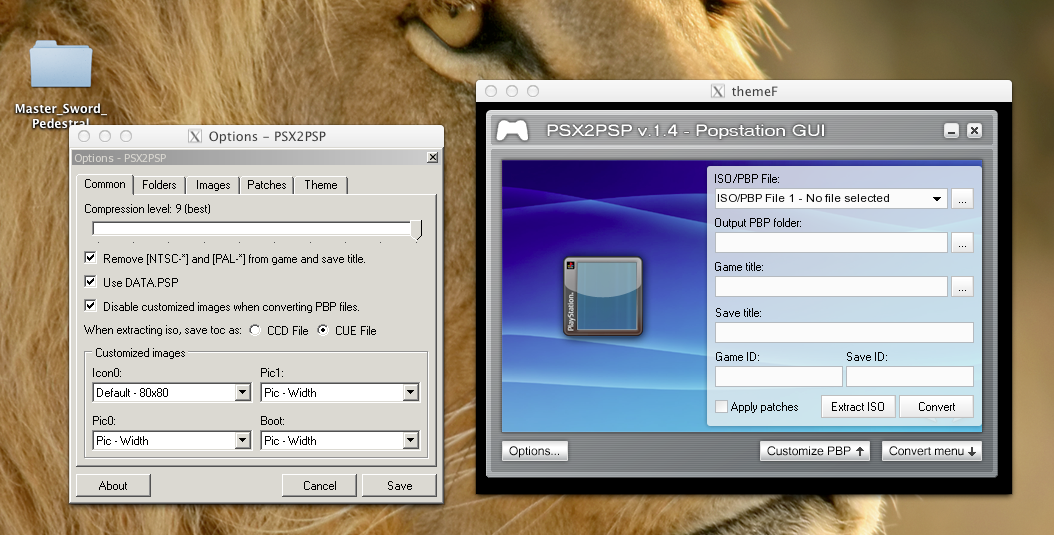 Master_Sword_
Pedestral
Options – PSX2PSP
Options - PSX2PSP
Common Folders Images Patches Theme
Compression level: 9 (best)
Remove [NTSC-*] and [PAL-*] from game and save title.
Use DATA.PSP
Disable customized images when converting PBP files.
When extracting iso, save toc as: CCD File CUE File
Customized images
Icon0: Pic1:
Default - 80x80 Pic - Width
Pic0: Boot:
Pic - Width Pic - Width
About Cancel Save
themeF
PSX2PSP v.1.4 - Popstation GUI
ISO/PBP File:
ISO/PBP File 1 - No file selected ...
Output PBP folder:
...
Game title:
...
Save title:
Game ID: Save ID:
Apply patches Extract ISO Convert
PlayStation.
Options... Customize PBP Convert menu